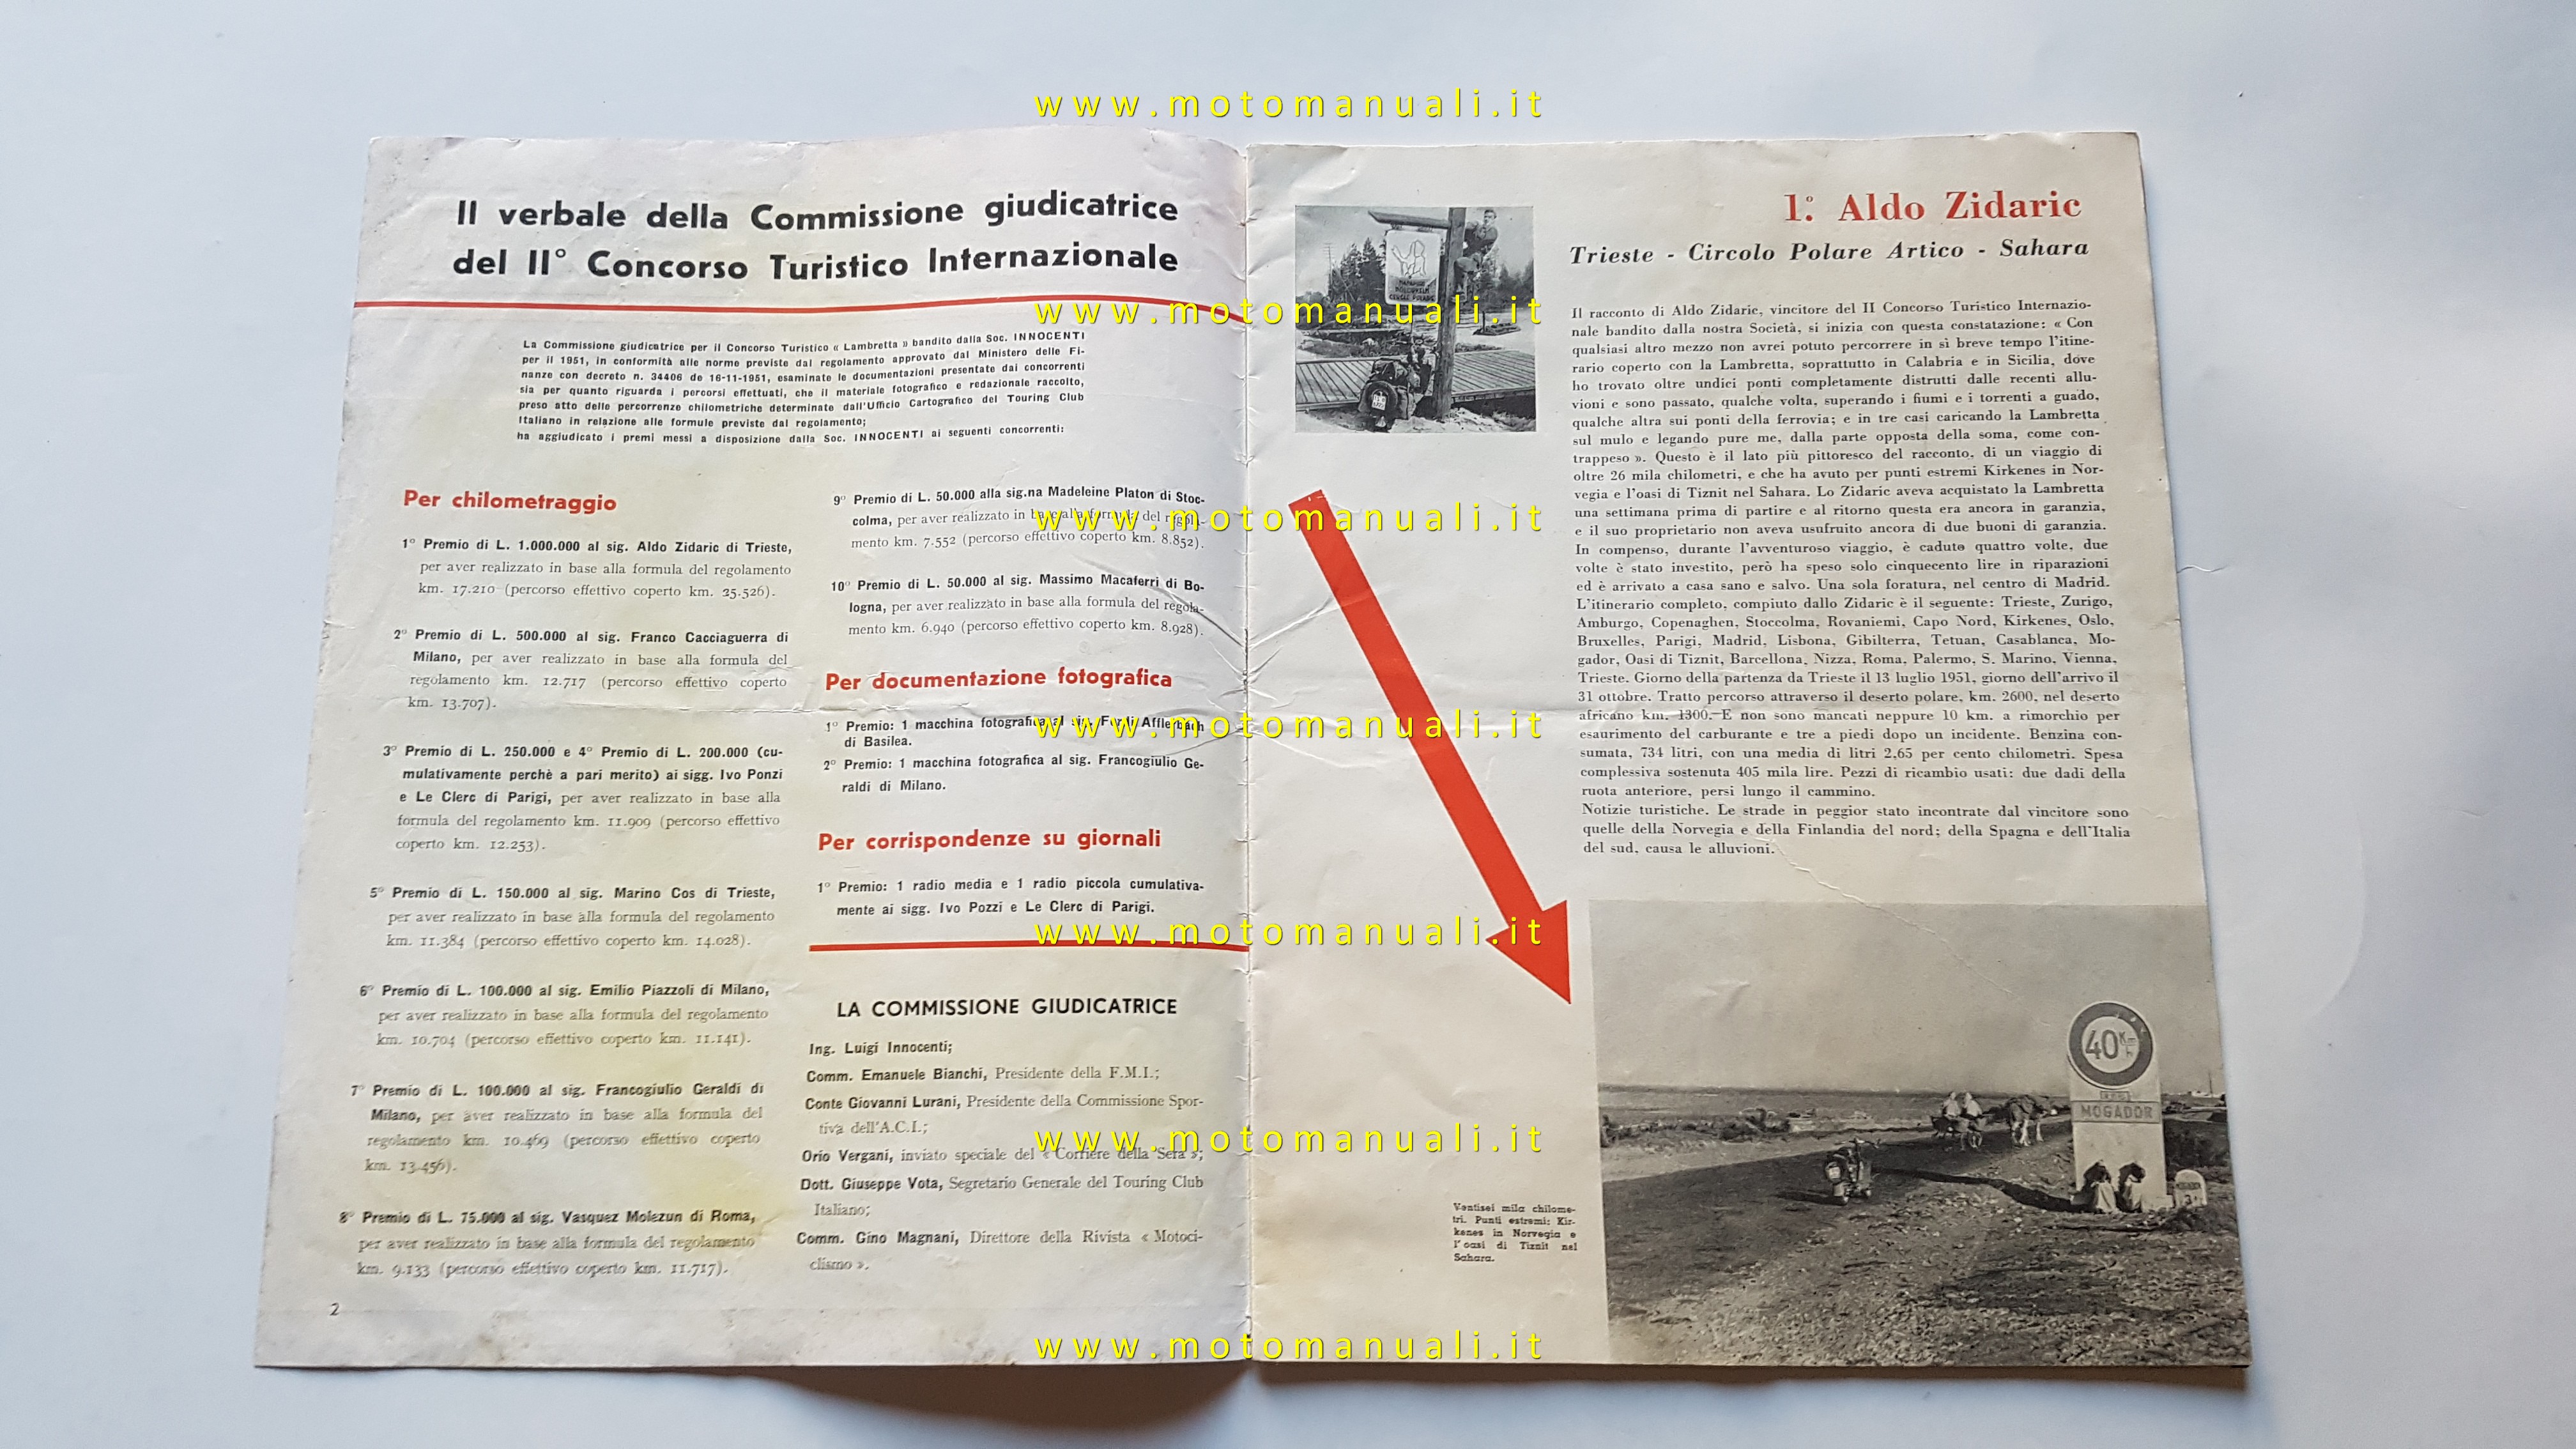 www.motomanuali.it
Il verbale della Commissione giudicatrice
del II° Concorso Turistico Internazionale
La Commissione giudicatrice per il Concorso Turistico « Lambretta » bandito dalla Soc. INNOCENTI
per il 1951, in conformità alle norme previste dal regolamento approvato dal Ministero delle Fi-
nanze con decreto n. 34406 de 16-11-1951, esaminate le documentazioni presentate dai concorrenti
sia per quanto riguarda i percorsi effettuati, che il materiale fotografico e redazionale raccolto,
preso atto delle percorrenze chilometriche determinate dall'Ufficio Cartografico del Touring Club
Italiano in relazione alle formule previste dal regolamento;
ha aggiudicato i premi messi a disposizione dalla Soc. INNOCENTI ai seguenti concorrenti:
Per chilometraggio
1° Premio di L. 1.000.000 al sig. Aldo Zidaric di Trieste,
per aver realizzato in base alla formula del regolamento
km. 17.210 (percorso effettivo coperto km. 25.526).
2° Premio di L. 500.000 al sig. Franco Cacciaguerra di
Milano, per aver realizzato in base alla formula del
regolamento km. 12.717 (percorso effettivo coperto
km. 13.707).
3° Premio di L. 250.000 e 4° Premio di L. 200.000 (cu-
mulativamente perchè a pari merito) ai sigg. Ivo Ponzi
e Le Clerc di Parigi, per aver realizzato in base alla
formula del regolamento km. 11.909 (percorso effettivo
coperto km. 12.253).
5° Premio di L. 150.000 al sig. Marino Cos di Trieste,
per aver realizzato in base alla formula del regolamento
km. 11.384 (percorso effettivo coperto km. 14.028).
6° Premio di L. 100.000 al sig. Emilio Piazzoli di Milano,
per aver realizzato in base alla formula del regolamento
km. 10.704 (percorso effettivo coperto km. 11.141).
7° Premio di L. 100.000 al sig. Francogiulio Geraldi di
Milano, per aver realizzato in base alla formula del
regolamento km. 10.469 (percorso effettivo coperto
km. 13.456).
8° Premio di L. 75.000 al sig. Vasquez Molezun di Roma,
per aver realizzato in base alla formula del regolamento
km. 9.133 (percorso effettivo coperto km. 11.717).
2
9° Premio di L. 50.000 alla sig.na Madeleine Platon di Stoc-
colma, per aver realizzato in base alla formula del regola-
mento km. 7.552 (percorso effettivo coperto km. 8.852).
10° Premio di L. 50.000 al sig. Massimo Macaferri di Bo-
logna, per aver realizzato in base alla formula del regola-
mento km. 6.940 (percorso effettivo coperto km. 8.928).
Per documentazione fotografica
1° Premio: 1 macchina fotografica al sig. Afflerbach
di Basilea.
2° Premio: 1 macchina fotografica al sig. Francogiulio Ge-
raldi di Milano.
Per corrispondenze su giornali
1° Premio: 1 radio media e 1 radio piccola cumulativa-
mente ai sigg. Ivo Pozzi e Le Clerc di Parigi.
LA COMMISSIONE GIUDICATRICE
Ing. Luigi Innocenti;
Comm. Emanuele Bianchi, Presidente della F.M.I.;
Conte Giovanni Lurani, Presidente della Commissione Spor-
tiva dell'A.C.I.;
Orio Vergani, inviato speciale del « Corriere della Sera »;
Dott. Giuseppe Vota, Segretario Generale del Touring Club
Italiano;
Comm. Gino Magnani, Direttore della Rivista « Motoci-
clismo ».
1.° Aldo Zidaric
Trieste - Circolo Polare Artico - Sahara
Il racconto di Aldo Zidaric, vincitore del II Concorso Turistico Internazio-
nale bandito dalla nostra Società, si inizia con questa constatazione: « Con
qualsiasi altro mezzo non avrei potuto percorrere in sì breve tempo l'itine-
rario coperto con la Lambretta, soprattutto in Calabria e in Sicilia, dove
ho trovato oltre undici ponti completamente distrutti dalle recenti allu-
vioni e sono passato, qualche volta, superando i fiumi e i torrenti a guado,
qualche altra sui ponti della ferrovia; e in tre casi caricando la Lambretta
sul mulo e legando pure me, dalla parte opposta della soma, come con-
trappeso ». Questo è il lato più pittoresco del racconto, di un viaggio di
oltre 26 mila chilometri, e che ha avuto per punti estremi Kirkenes in Nor-
vegia e l'oasi di Tiznit nel Sahara. Lo Zidaric aveva acquistato la Lambretta
una settimana prima di partire e al ritorno questa era ancora in garanzia,
e il suo proprietario non aveva usufruito ancora di due buoni di garanzia.
In compenso, durante l'avventuroso viaggio, è caduto quattro volte, due
volte è stato investito, però ha speso solo cinquecento lire in riparazioni
ed è arrivato a casa sano e salvo. Una sola foratura, nel centro di Madrid.
L'itinerario completo, compiuto dallo Zidaric è il seguente: Trieste, Zurigo,
Amburgo, Copenaghen, Stoccolma, Rovaniemi, Capo Nord, Kirkenes, Oslo,
Bruxelles, Parigi, Madrid, Lisbona, Gibilterra, Tetuan, Casablanca, Mo-
gador, Oasi di Tiznit, Barcellona, Nizza, Roma, Palermo, S. Marino, Vienna,
Trieste. Giorno della partenza da Trieste il 13 luglio 1951, giorno dell'arrivo il
31 ottobre. Tratto percorso attraverso il deserto polare, km. 2600, nel deserto
africano km. 1300. E non sono mancati neppure 10 km. a rimorchio per
esaurimento del carburante e tre a piedi dopo un incidente. Benzina con-
sumata, 734 litri, con una media di litri 2,65 per cento chilometri. Spesa
complessiva sostenuta 405 mila lire. Pezzi di ricambio usati: due dadi della
ruota anteriore, persi lungo il cammino.
Notizie turistiche. Le strade in peggior stato incontrate dal vincitore sono
quelle della Norvegia e della Finlandia del nord; della Spagna e dell'Italia
del sud, causa le alluvioni.
Ventisei mila chilome-
tri. Punti estremi: Kir-
kenes in Norvegia e
l'oasi di Tiznit nel
Sahara.
40 Km
h
MOGADOR
www.motomanuali.it
www.motomanuali.it
www.motomanuali.it
www.motomanuali.it
www.motomanuali.it
www.motomanuali.it